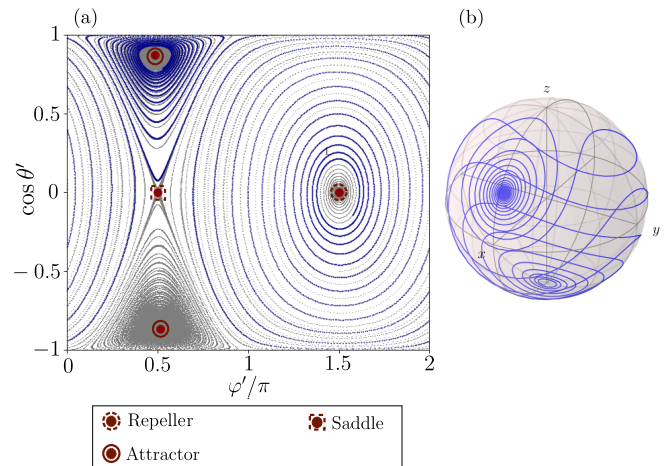 (a)
(b)
1
0.5
0
− 0.5
−1
cos θ′
0
0.5
1
1.5
2
φ′/π
z
y
x
Repeller
Saddle
Attractor